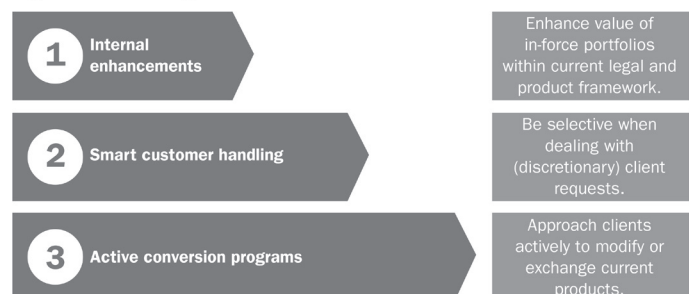 1
Internal
enhancements
Enhance value of
in-force portfolios
within current legal and
product framework.
2
Smart customer handling
Be selective when
dealing with
(discretionary) client
requests.
3
Active conversion programs
Approach clients
actively to modify or
exchange current
products.